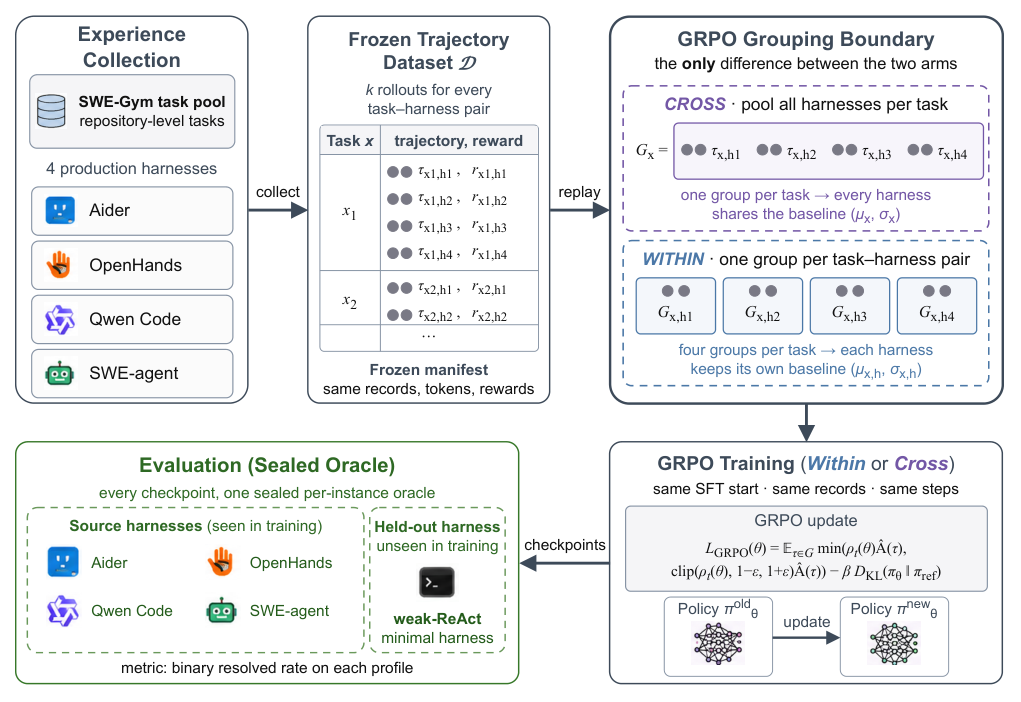 Experience
Collection
SWE-Gym task pool
repository-level tasks
4 production harnesses
Aider
OpenHands
Qwen Code
SWE-agent
collect
Frozen Trajectory
Dataset 𝒟
k rollouts for every
task–harness pair
Task x
trajectory, reward
x1
τx1,h1 , rx1,h1
τx1,h2 , rx1,h2
τx1,h3 , rx1,h3
τx1,h4 , rx1,h4
x2
τx2,h1 , rx2,h1
τx2,h2 , rx2,h2
...
Frozen manifest
same records, tokens, rewards
replay
GRPO Grouping Boundary
the only difference between the two arms
CROSS · pool all harnesses per task
Gx = τx,h1 τx,h2 τx,h3 τx,h4
one group per task → every harness
shares the baseline (μx, σx)
WITHIN · one group per task–harness pair
Gx,h1 Gx,h2 Gx,h3 Gx,h4
four groups per task → each harness
keeps its own baseline (μx,h, σx,h)
GRPO Training (Within or Cross)
same SFT start · same records · same steps
GRPO update
LGRPO(θ) = 𝔼τ∈G min(ρt(θ)Â(τ),
clip(ρt(θ), 1−ε, 1+ε)Â(τ)) − β DKL(πθ ‖ πref)
Policy πoldθ
update
Policy πnewθ
checkpoints
Evaluation (Sealed Oracle)
every checkpoint, one sealed per-instance oracle
Source harnesses (seen in training)
Aider
OpenHands
Qwen Code
SWE-agent
Held-out harness
unseen in training
weak-ReAct
minimal harness
metric: binary resolved rate on each profile